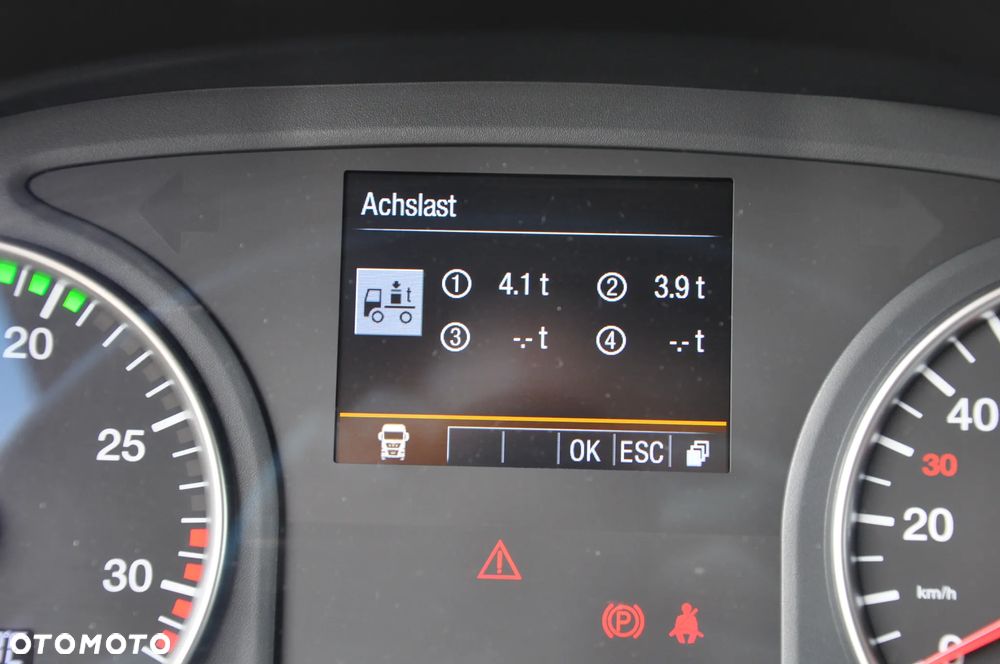 Achslast
① 4.1 t ② 3.9 t
③ -.- t ④ -.- t
t
OK ESC
20
25
30
40
30
20
km/h
0
P
OTOMOTO